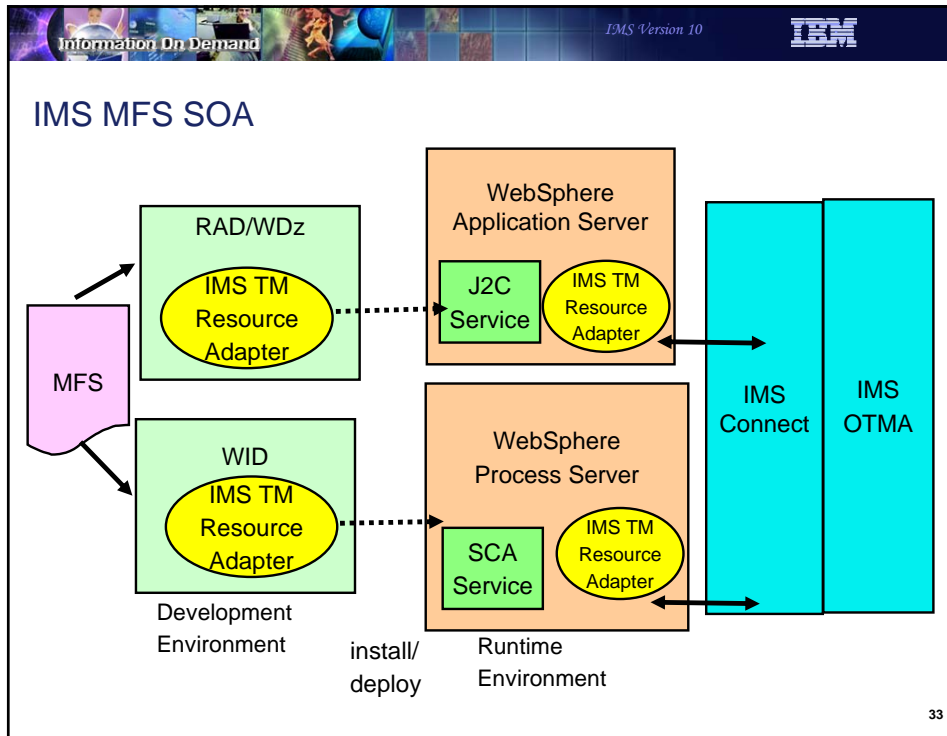 Information On Demand
IMS Version 10
IBM
IMS MFS SOA
MFS
RAD/WDz
IMS TM
Resource
Adapter
WID
IMS TM
Resource
Adapter
Development
Environment
install/
deploy
WebSphere
Application Server
J2C
Service
IMS TM
Resource
Adapter
WebSphere
Process Server
SCA
Service
IMS TM
Resource
Adapter
Runtime
Environment
IMS
Connect
IMS
OTMA
33